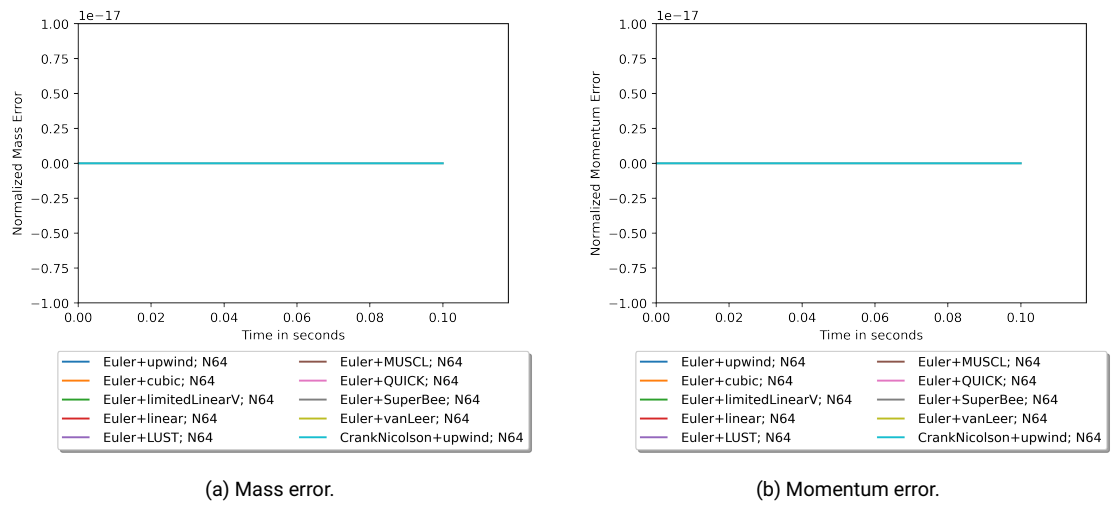 1e−17
1.00
0.75
0.50
0.25
0.00
−0.25
−0.50
−0.75
−1.00
Normalized Mass Error
0.00 0.02 0.04 0.06 0.08 0.10
Time in seconds
Euler+upwind; N64
Euler+cubic; N64
Euler+limitedLinearV; N64
Euler+linear; N64
Euler+LUST; N64
Euler+MUSCL; N64
Euler+QUICK; N64
Euler+SuperBee; N64
Euler+vanLeer; N64
CrankNicolson+upwind; N64
(a) Mass error.
1e−17
1.00
0.75
0.50
0.25
0.00
−0.25
−0.50
−0.75
−1.00
Normalized Momentum Error
0.00 0.02 0.04 0.06 0.08 0.10
Time in seconds
Euler+upwind; N64
Euler+cubic; N64
Euler+limitedLinearV; N64
Euler+linear; N64
Euler+LUST; N64
Euler+MUSCL; N64
Euler+QUICK; N64
Euler+SuperBee; N64
Euler+vanLeer; N64
CrankNicolson+upwind; N64
(b) Momentum error.